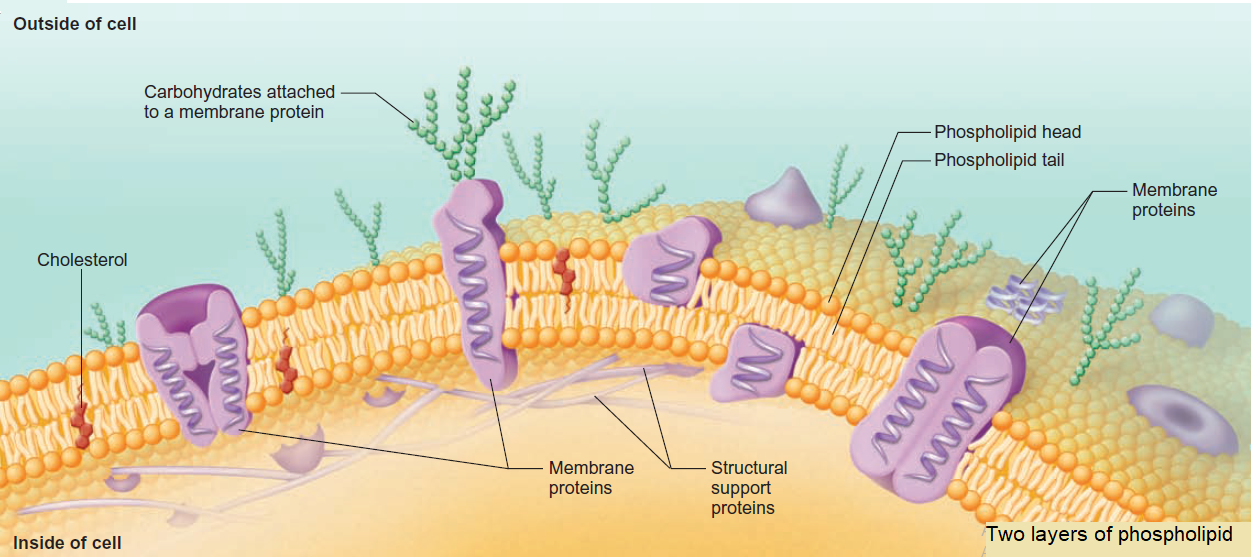 Outside of cell
Carbohydrates attached
to a membrane protein
Phospholipid head
Phospholipid tail
Membrane
proteins
Cholesterol
Membrane
proteins
Structural
support
proteins
Two layers of phospholipid
Inside of cell